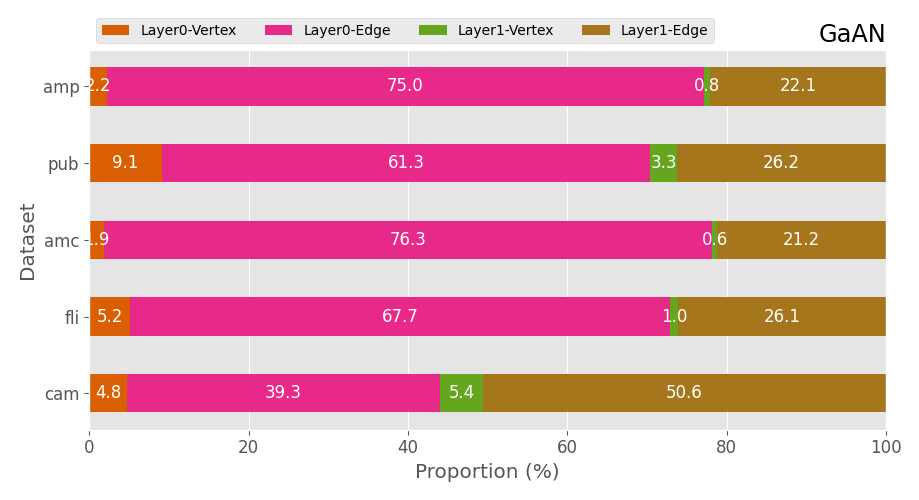 Layer0-Vertex Layer0-Edge Layer1-Vertex Layer1-Edge GaAN
amp 2.2 75.0 0.8 22.1
pub 9.1 61.3 3.3 26.2
amc 1.9 76.3 0.6 21.2
fli 5.2 67.7 1.0 26.1
cam 4.8 39.3 5.4 50.6
Dataset
0 20 40 60 80 100
Proportion (%)